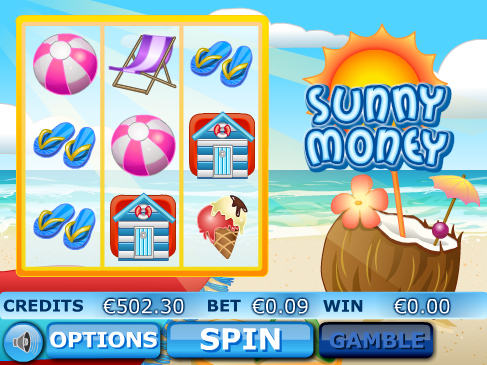 SUNNY
MONEY
CREDITS €502.30 BET €0.09 WIN €0.00
OPTIONS SPIN GAMBLE